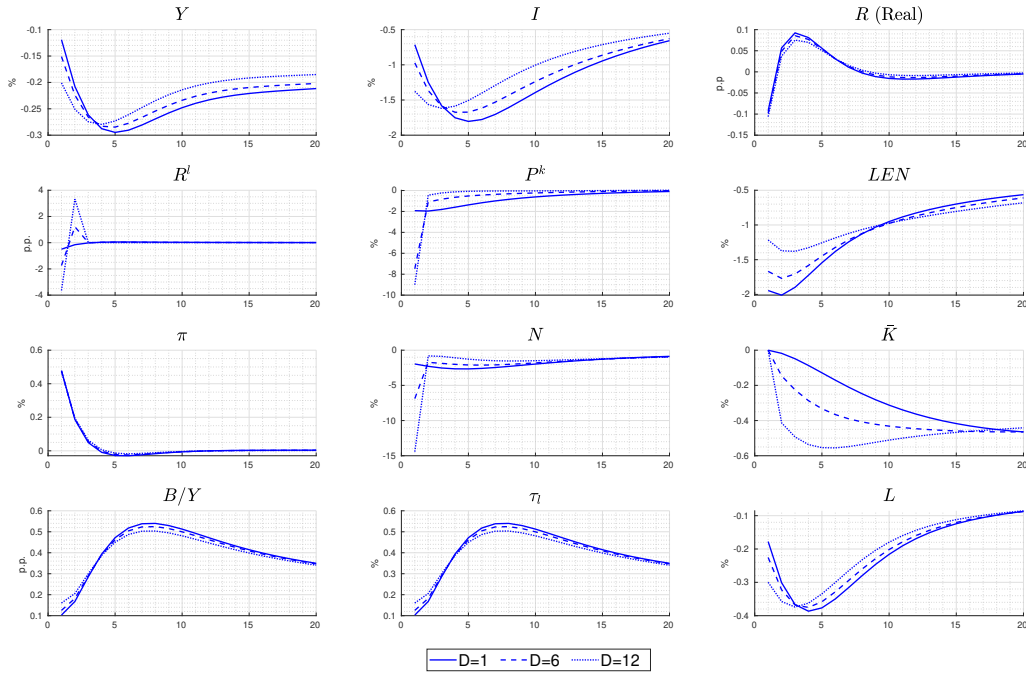 Y I R (Real)
-0.1 -0.5 0.1
-0.15 0.05
% -0.2 % -1 p.p 0
-0.25 -1.5 -0.05
-0.1
-0.3 -2 -0.15
0 5 10 15 20 0 5 10 15 20 0 5 10 15 20
R^l P^k LEN
4 0 -0.5
2 -2
p.p. 0 % -4 % -1
-6 -1.5
-2 -8
-4 -10 -2
0 5 10 15 20 0 5 10 15 20 0 5 10 15 20
π N K̄
0.6 0 0
0.4 -5 -0.2
% 0.2 % -10 % -0.4
0 -15 -0.6
0 5 10 15 20 0 5 10 15 20 0 5 10 15 20
B/Y τ_l L
0.6 0.6 -0.1
0.5 0.5
p.p. 0.4 % 0.4 % -0.2
0.3 0.3 -0.3
0.2 0.2
0.1 0.1 -0.4
0 5 10 15 20 0 5 10 15 20 0 5 10 15 20
D=1 D=6 D=12